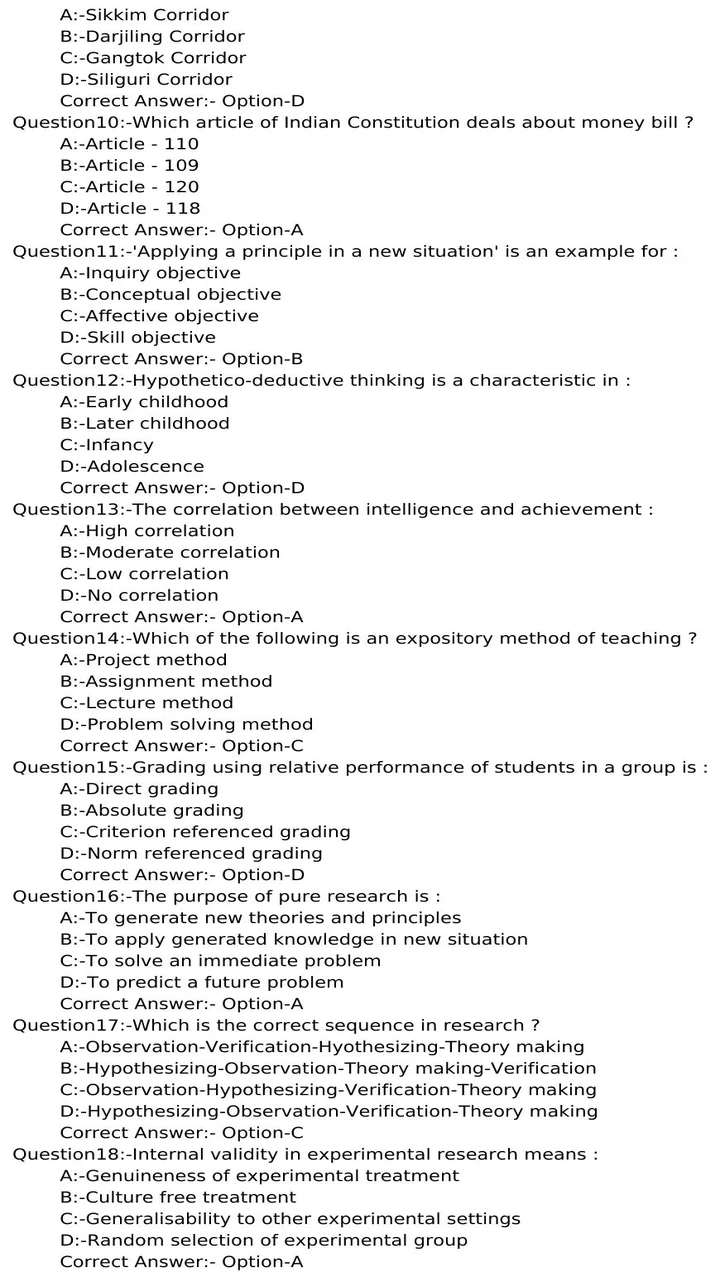 A:-Sikkim Corridor
B:-Darjiling Corridor
C:-Gangtok Corridor
D:-Siliguri Corridor
Correct Answer:- Option-D
Question10:-Which article of Indian Constitution deals about money bill ?
A:-Article - 110
B:-Article - 109
C:-Article - 120
D:-Article - 118
Correct Answer:- Option-A
Question11:-'Applying a principle in a new situation' is an example for :
A:-Inquiry objective
B:-Conceptual objective
C:-Affective objective
D:-Skill objective
Correct Answer:- Option-B
Question12:-Hypothetico-deductive thinking is a characteristic in :
A:-Early childhood
B:-Later childhood
C:-Infancy
D:-Adolescence
Correct Answer:- Option-D
Question13:-The correlation between intelligence and achievement :
A:-High correlation
B:-Moderate correlation
C:-Low correlation
D:-No correlation
Correct Answer:- Option-A
Question14:-Which of the following is an expository method of teaching ?
A:-Project method
B:-Assignment method
C:-Lecture method
D:-Problem solving method
Correct Answer:- Option-C
Question15:-Grading using relative performance of students in a group is :
A:-Direct grading
B:-Absolute grading
C:-Criterion referenced grading
D:-Norm referenced grading
Correct Answer:- Option-D
Question16:-The purpose of pure research is :
A:-To generate new theories and principles
B:-To apply generated knowledge in new situation
C:-To solve an immediate problem
D:-To predict a future problem
Correct Answer:- Option-A
Question17:-Which is the correct sequence in research ?
A:-Observation-Verification-Hyothesizing-Theory making
B:-Hypothesizing-Observation-Theory making-Verification
C:-Observation-Hypothesizing-Verification-Theory making
D:-Hypothesizing-Observation-Verification-Theory making
Correct Answer:- Option-C
Question18:-Internal validity in experimental research means :
A:-Genuineness of experimental treatment
B:-Culture free treatment
C:-Generalisability to other experimental settings
D:-Random selection of experimental group
Correct Answer:- Option-A